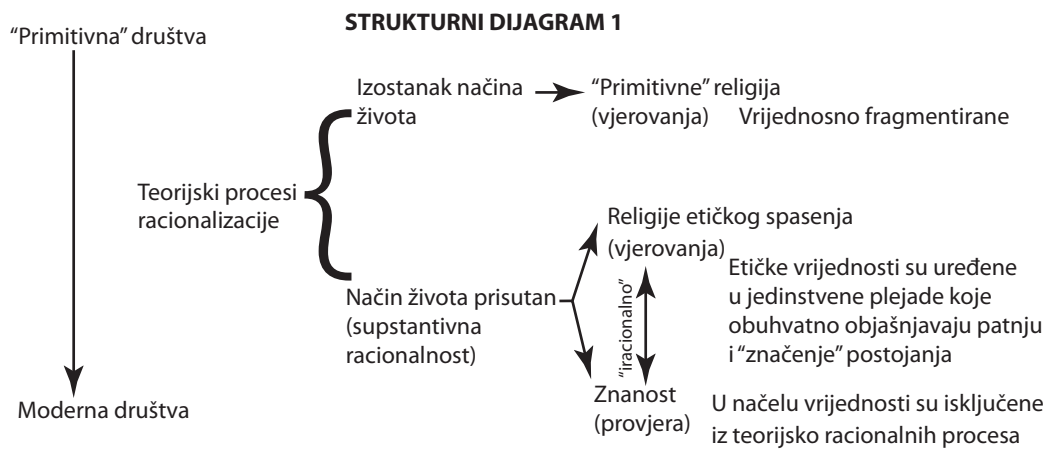 STRUKTURNI DIJAGRAM 1
“Primitivna” društva
Izostanak načina
života
“Primitivne” religija
(vjerovanja) Vrijednosno fragmentirane
Teorijski procesi
racionalizacije
Religije etičkog spasenja
(vjerovanja)
Način života prisutan
(supstantivna
racionalnost)
“iracionalno”
Etičke vrijednosti su uređene
u jedinstvene plejade koje
obuhvatno objašnjavaju patnju
i “značenje” postojanja
Znanost
(provjera)
U načelu vrijednosti su isključene
iz teorijsko racionalnih procesa
Moderna društva